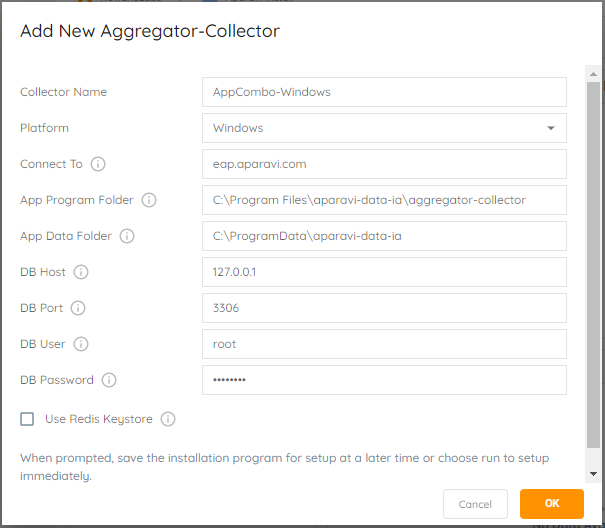 Add New Aggregator-Collector
Collector Name AppCombo-Windows
Platform Windows
Connect To eap.aparavi.com
App Program Folder C:\Program Files\aparavi-data-ia\aggregator-collector
App Data Folder C:\ProgramData\aparavi-data-ia
DB Host 127.0.0.1
DB Port 3306
DB User root
DB Password ••••••••
Use Redis Keystore
When prompted, save the installation program for setup at a later time or choose run to setup
immediately.
Cancel OK